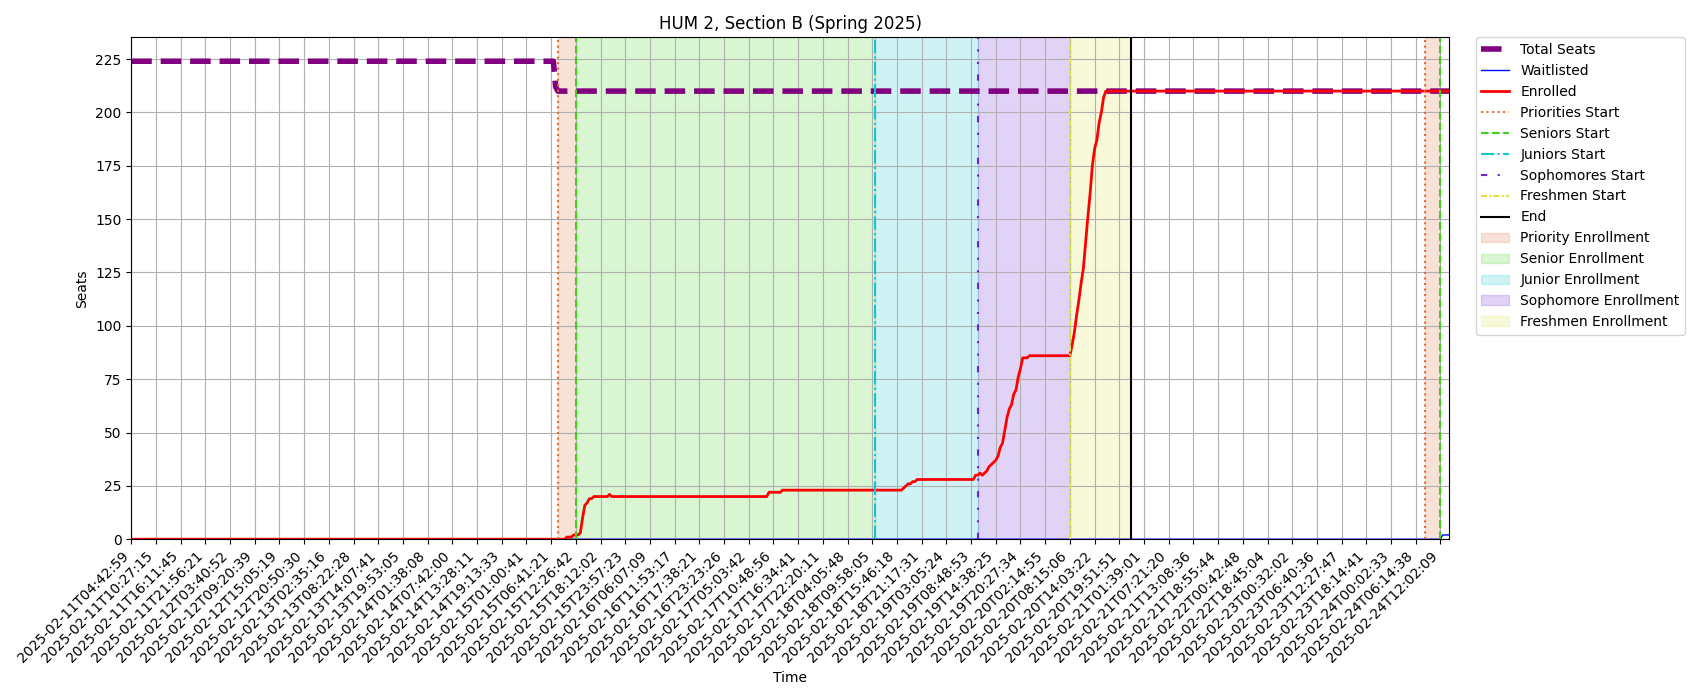 HUM 2, Section B (Spring 2025)
Seats
225
200
175
150
125
100
75
50
25
0
2025-02-11T04:42:59
2025-02-11T10:27:15
2025-02-11T16:11:45
2025-02-11T21:56:21
2025-02-12T03:40:52
2025-02-12T09:20:39
2025-02-12T15:05:19
2025-02-12T20:50:30
2025-02-13T02:35:16
2025-02-13T08:22:28
2025-02-13T14:07:41
2025-02-13T19:53:05
2025-02-14T01:38:08
2025-02-14T07:42:00
2025-02-14T13:28:11
2025-02-14T19:13:33
2025-02-15T01:00:41
2025-02-15T06:41:21
2025-02-15T12:26:42
2025-02-15T18:12:02
2025-02-15T23:57:23
2025-02-16T06:07:09
2025-02-16T11:53:17
2025-02-16T17:38:21
2025-02-16T23:23:26
2025-02-17T05:03:42
2025-02-17T10:48:56
2025-02-17T16:34:41
2025-02-17T22:20:11
2025-02-18T04:05:48
2025-02-18T09:58:05
2025-02-18T15:46:18
2025-02-18T21:17:31
2025-02-19T03:05:24
2025-02-19T08:48:53
2025-02-19T14:38:25
2025-02-19T20:27:34
2025-02-20T02:14:55
2025-02-20T08:15:06
2025-02-20T14:03:22
2025-02-20T19:51:51
2025-02-21T01:39:01
2025-02-21T07:21:20
2025-02-21T13:08:36
2025-02-21T18:55:44
2025-02-22T00:42:48
2025-02-22T18:45:04
2025-02-23T00:32:02
2025-02-23T06:40:36
2025-02-23T12:27:47
2025-02-23T18:14:41
2025-02-24T00:02:33
2025-02-24T06:14:38
2025-02-24T12:02:09
Time
Total Seats
Waitlisted
Enrolled
Priorities Start
Seniors Start
Juniors Start
Sophomores Start
Freshmen Start
End
Priority Enrollment
Senior Enrollment
Junior Enrollment
Sophomore Enrollment
Freshmen Enrollment